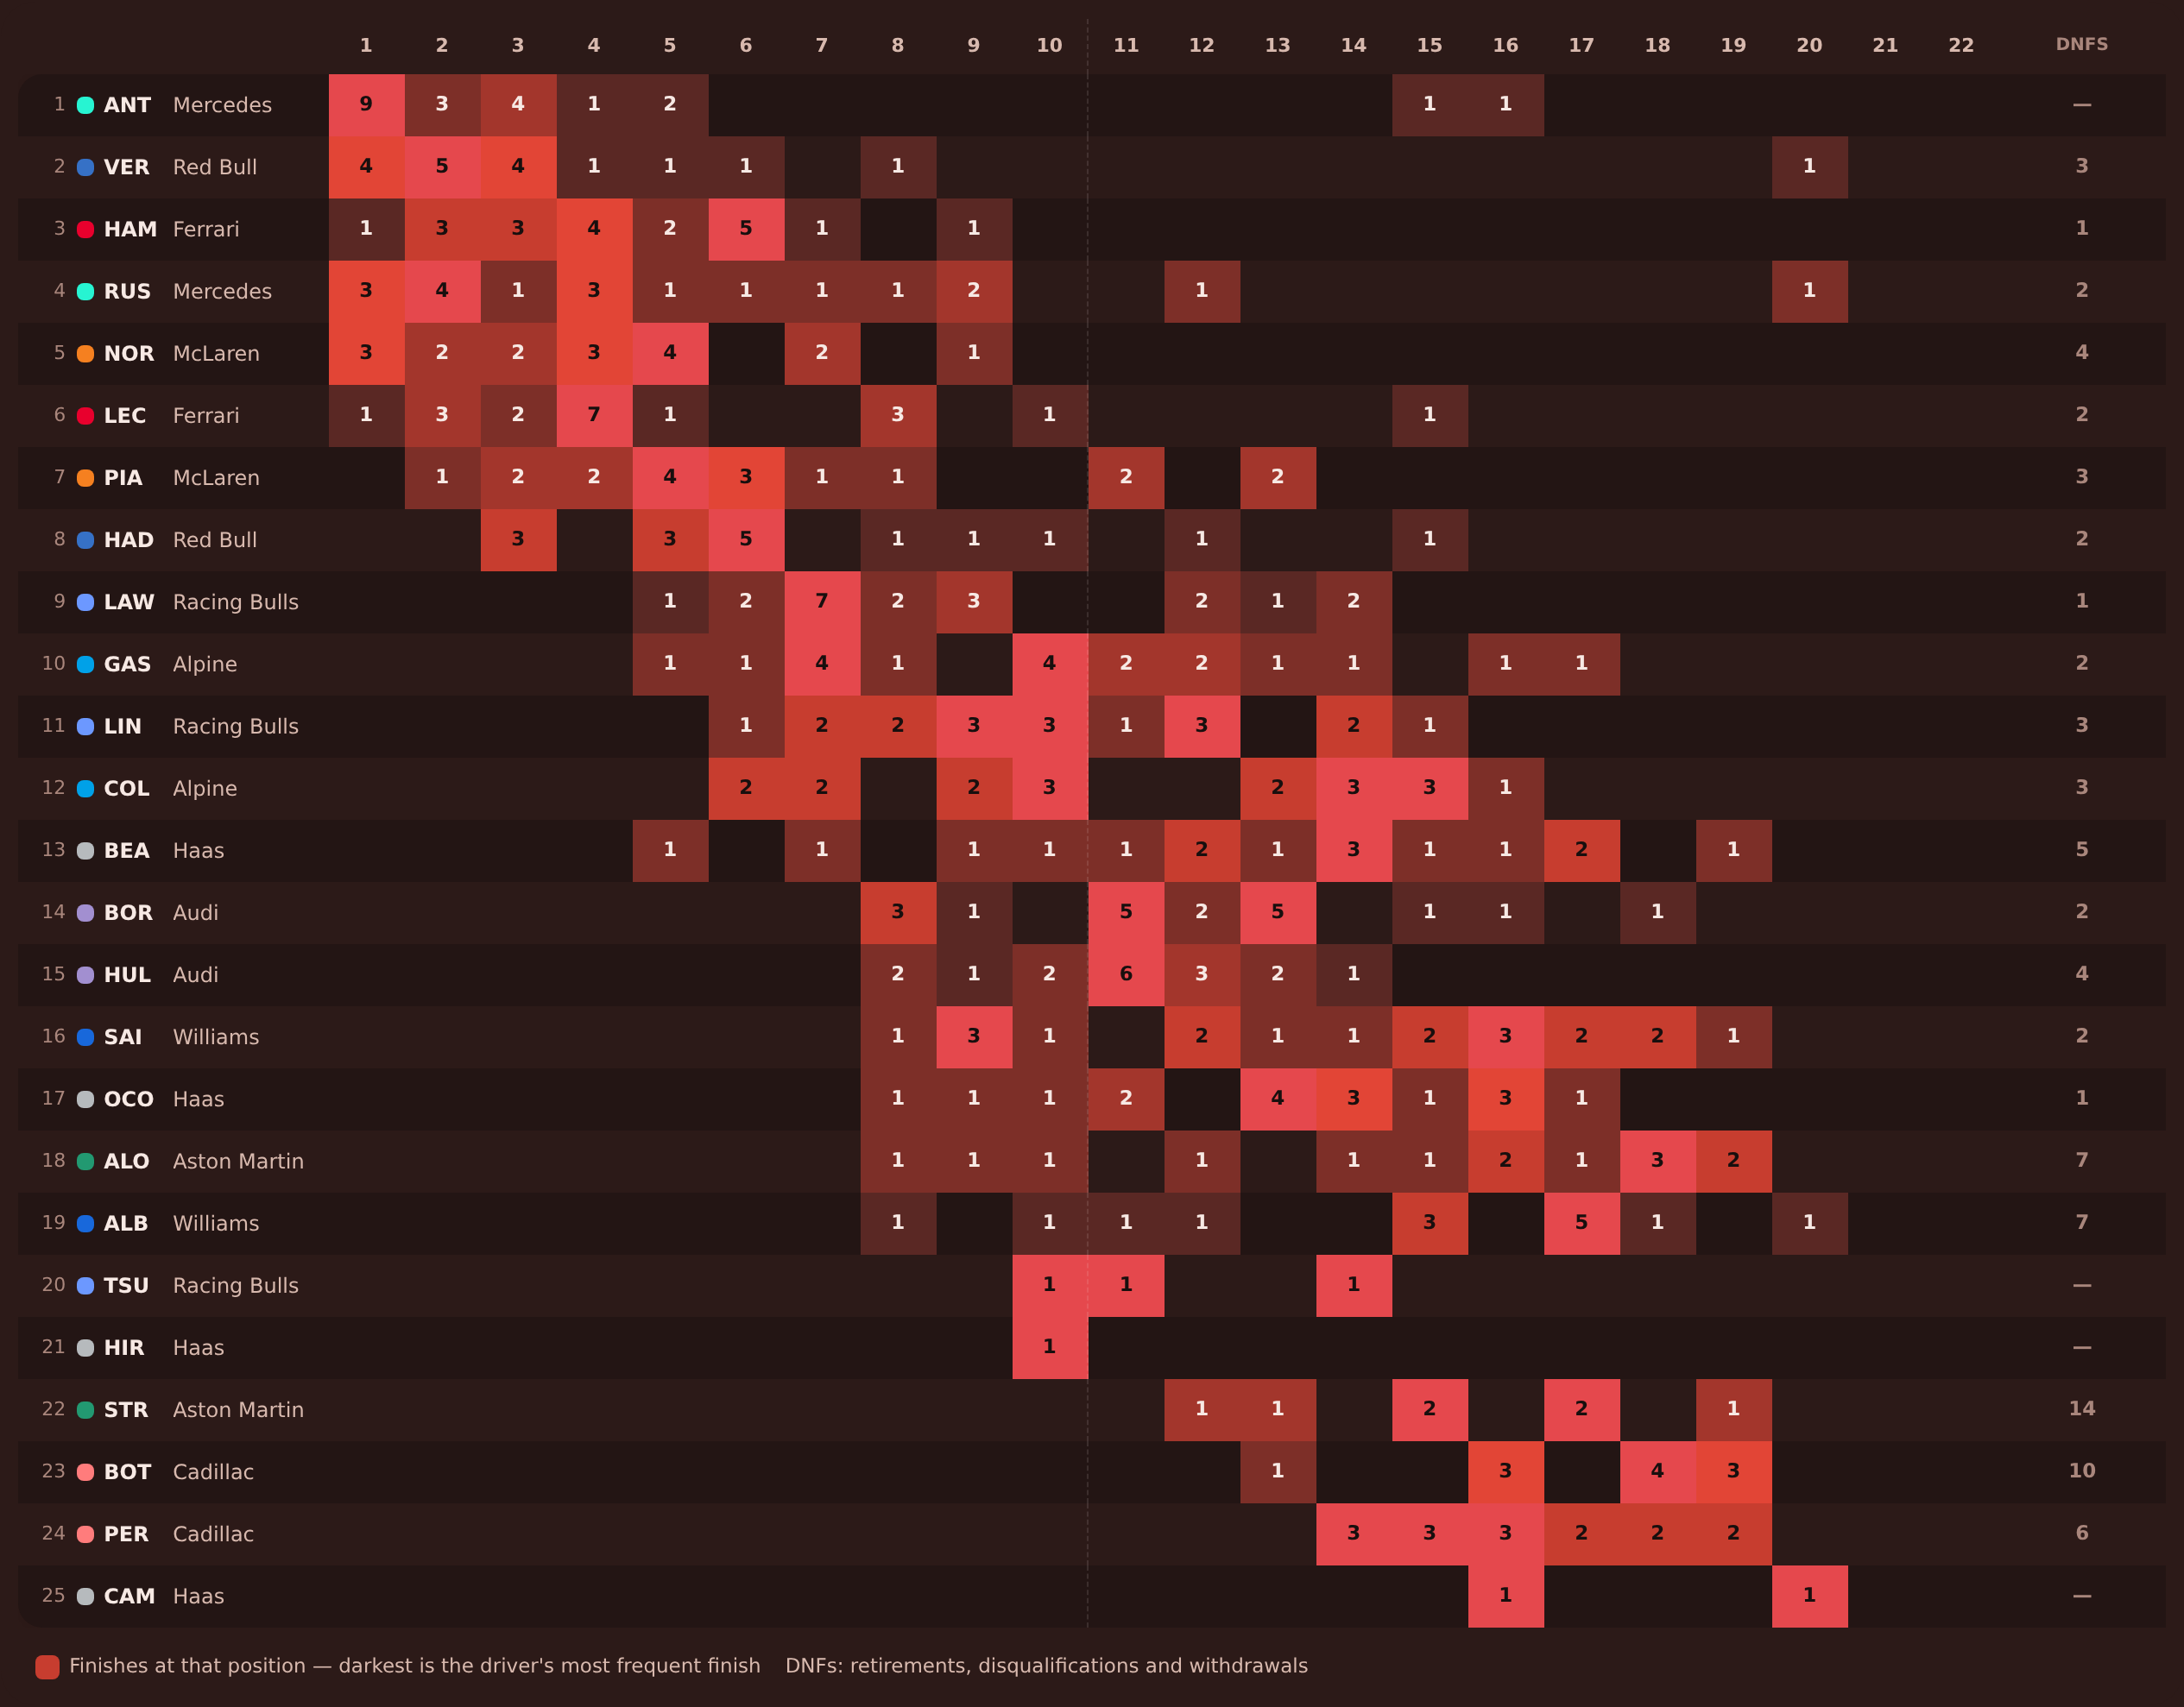 1 2 3 4 5 6 7 8 9 10 11 12 13 14 15 16 17 18 19 20 21 22 DNFS
1 ANT Mercedes 9 3 4 1 2 1 1 —
2 VER Red Bull 4 5 4 1 1 1 1 1 3
3 HAM Ferrari 1 3 3 4 2 5 1 1 1
4 RUS Mercedes 3 4 1 3 1 1 1 1 2 1 1 2
5 NOR McLaren 3 2 2 3 4 2 1 4
6 LEC Ferrari 1 3 2 7 1 3 1 1 2
7 PIA McLaren 1 2 2 4 3 1 1 2 2 3
8 HAD Red Bull 3 3 5 1 1 1 1 1 2
9 LAW Racing Bulls 1 2 7 2 3 2 1 2 1
10 GAS Alpine 1 1 4 1 4 2 2 1 1 1 1 2
11 LIN Racing Bulls 1 2 2 3 3 1 3 2 1 3
12 COL Alpine 2 2 2 3 2 3 3 1 3
13 BEA Haas 1 1 1 1 1 2 1 3 1 1 2 1 5
14 BOR Audi 3 1 5 2 5 1 1 1 2
15 HUL Audi 2 1 2 6 3 2 1 4
16 SAI Williams 1 3 1 2 1 1 2 3 2 2 1 2
17 OCO Haas 1 1 1 2 4 3 1 3 1 1
18 ALO Aston Martin 1 1 1 1 1 1 2 1 3 2 7
19 ALB Williams 1 1 1 1 3 5 1 1 7
20 TSU Racing Bulls 1 1 1 —
21 HIR Haas 1 —
22 STR Aston Martin 1 1 2 2 1 14
23 BOT Cadillac 1 3 4 3 10
24 PER Cadillac 3 3 3 2 2 2 6
25 CAM Haas 1 1 —
Finishes at that position — darkest is the driver's most frequent finish DNFs: retirements, disqualifications and withdrawals